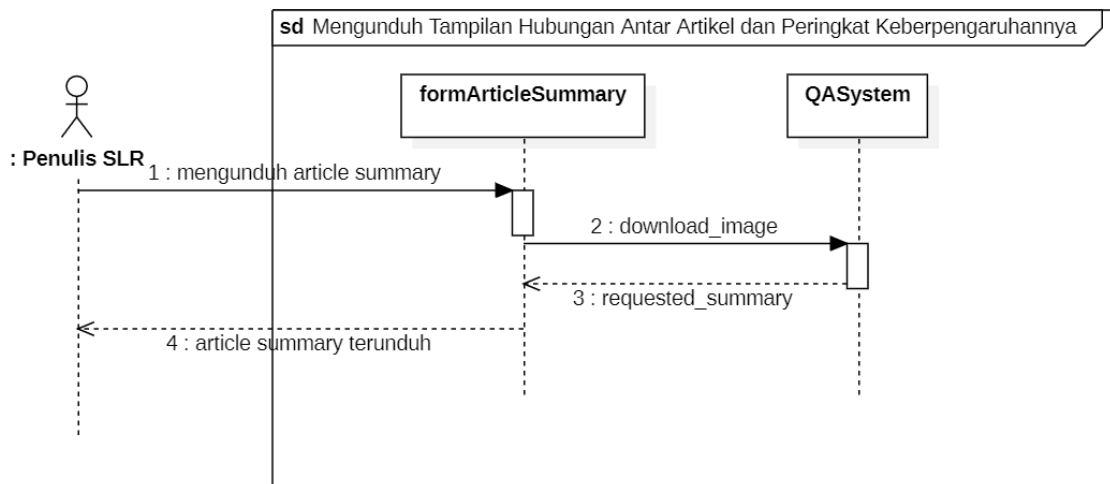 sd Mengunduh Tampilan Hubungan Antar Artikel dan Peringkat Keberpengaruhannya
formArticleSummary
QASystem
: Penulis SLR
1 : mengunduh article summary
2 : download_image
3 : requested_summary
4 : article summary terunduh